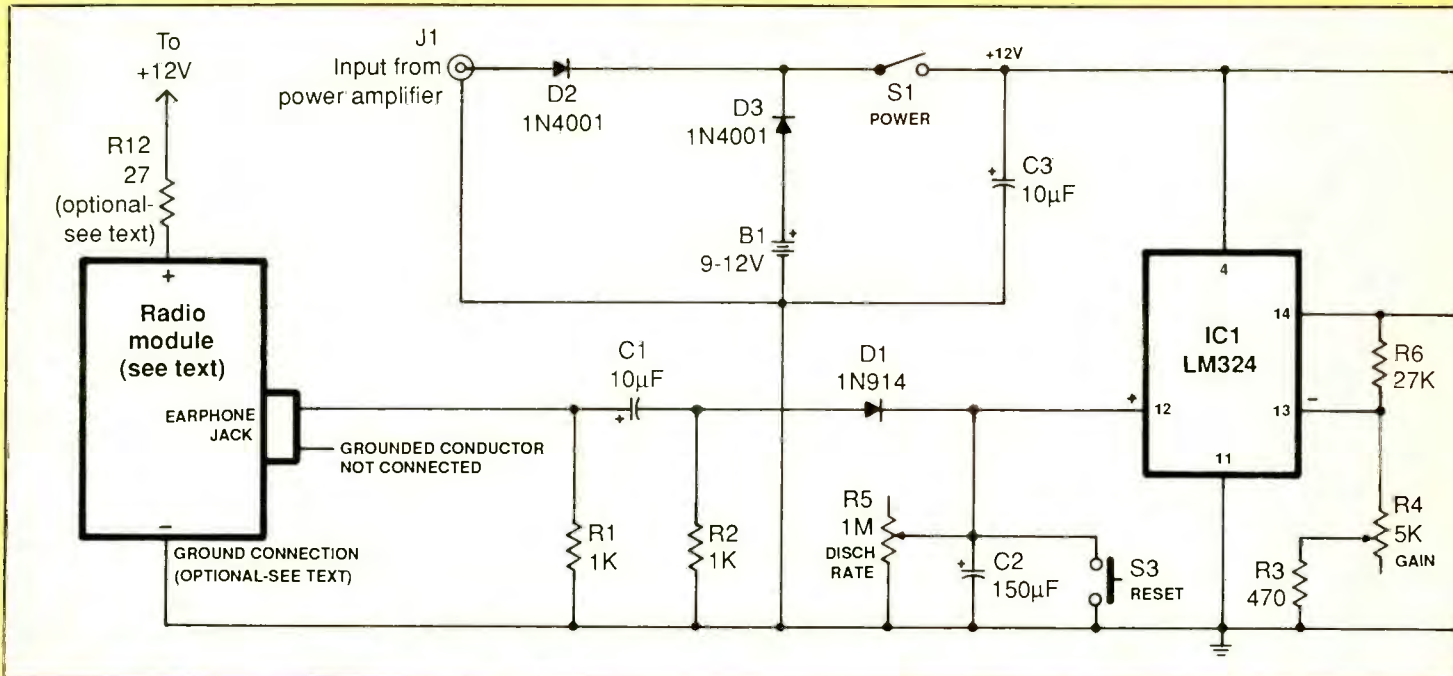 To
+12V
R12
27
(optional-
see text)
+
Radio
module
(see text)
EARPHONE
JACK
−
GROUNDED CONDUCTOR
NOT CONNECTED
GROUND CONNECTION
(OPTIONAL-SEE TEXT)
J1
Input from
power amplifier
D2
1N4001
D3
1N4001
B1
9-12V
+
S1
POWER
+12V
+
C3
10µF
C1
10µF
+
R1
1K
R2
1K
D1
1N914
R5
1M
DISCH
RATE
+
C2
150µF
S3
RESET
4
14
IC1
LM324
+
12
13
−
11
R6
27K
R4
5K
GAIN
R3
470